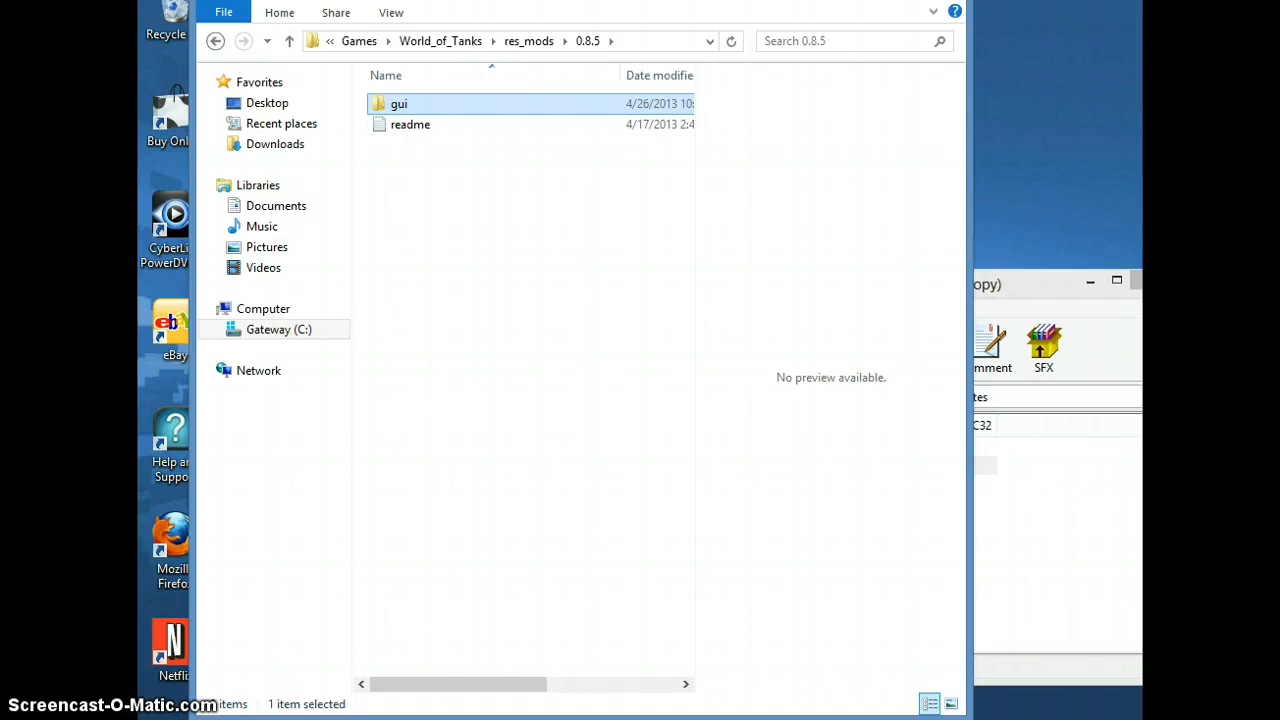 Recycle
Buy Onl
CyberLi
PowerDV
eBay
Help an
Suppo
Mozil
Firefo
Netfli
File
Home
Share
View
« Games World_of_Tanks res_mods 0.8.5
Search 0.8.5
Favorites
Desktop
Recent places
Downloads
Libraries
Documents
Music
Pictures
Videos
Computer
Gateway (C:)
Network
Name
Date modifie
gui
4/26/2013 10:
readme
4/17/2013 2:4
No preview available.
items
1 item selected
opy)
mment
SFX
tes
C32
Screencast-O-Matic.com